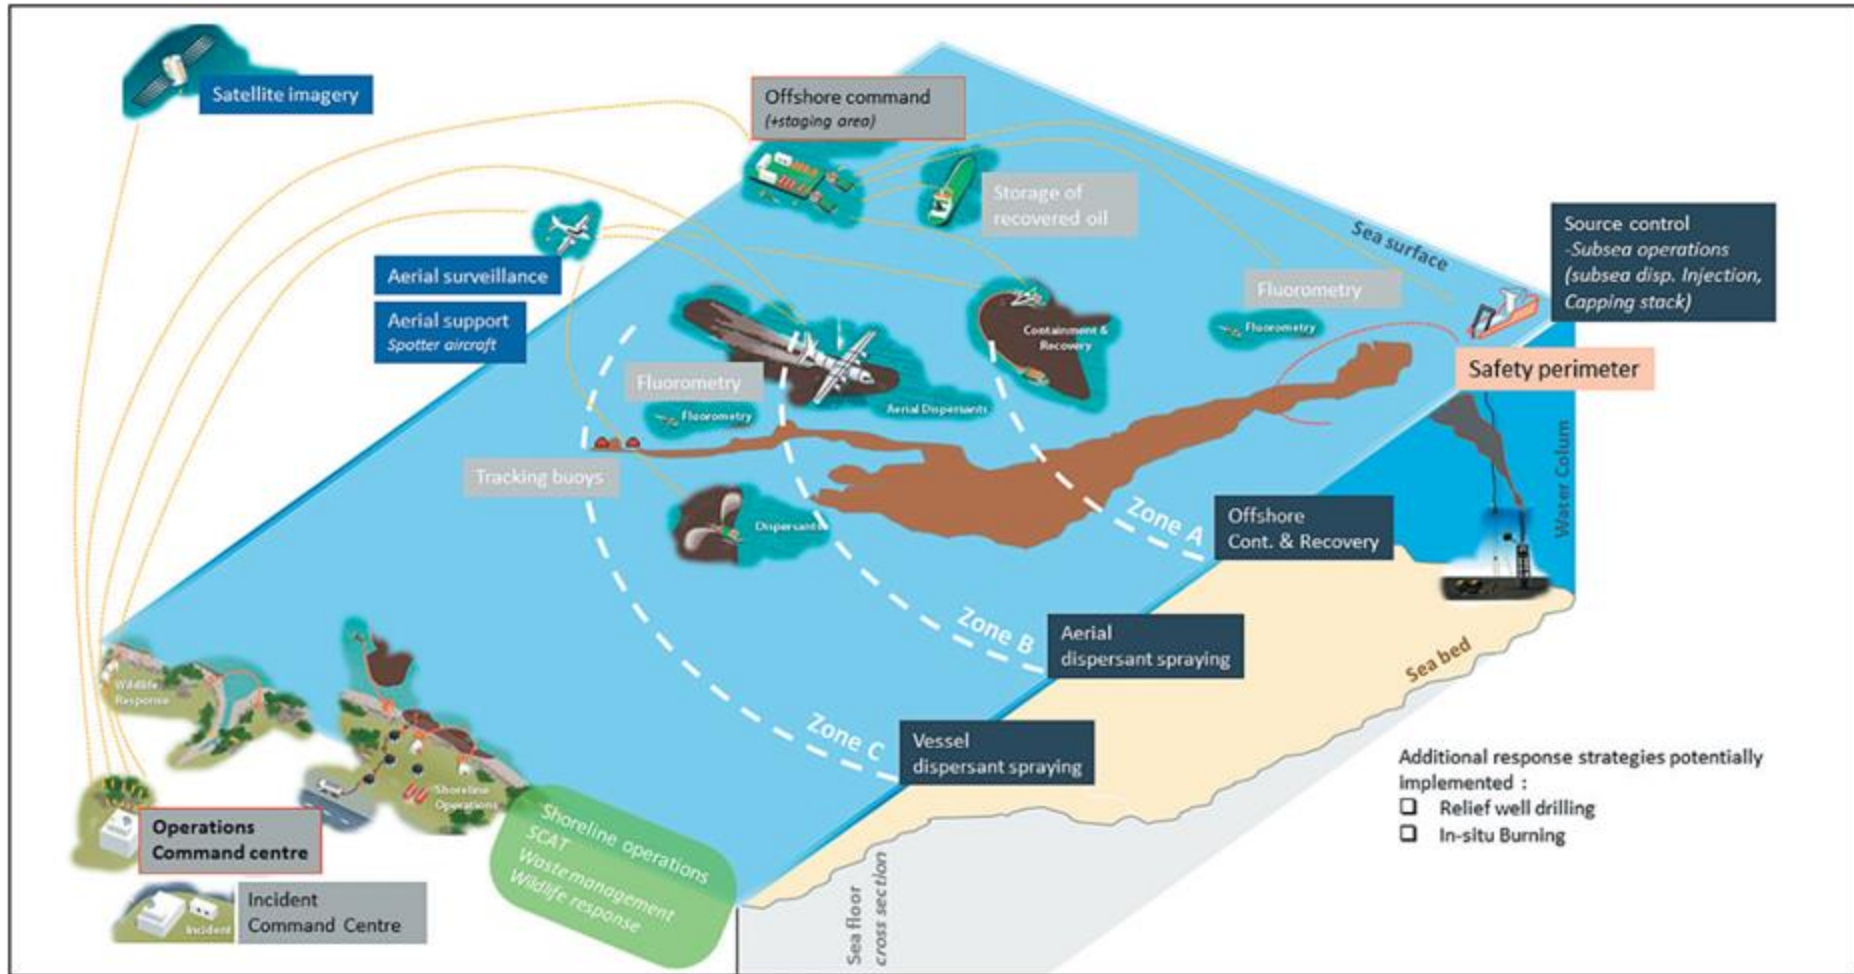 Satellite imagery
Offshore command
(+staging area)
Storage of
recovered oil
Sea surface
Source control
-Subsea operations
(subsea disp. Injection,
Capping stack)
Aerial surveillance
Aerial support
Spotter aircraft
Fluorometry
Fluorometry
Containment &
Recovery
Safety perimeter
Fluorometry
Fluorometry
Aerial Dispersants
Tracking buoys
Dispersants
Zone A
Offshore
Cont. & Recovery
Water Colum
Zone B
Aerial
dispersant spraying
Sea bed
Zone C
Vessel
dispersant spraying
Wildlife
Response
Shoreline
Operations
Shoreline operations
SCAT
Waste management
Wildlife response
Operations
Command centre
Incident
Incident
Command Centre
Sea floor
cross section
Additional response strategies potentially
implemented :
❑ Relief well drilling
❑ In-situ Burning